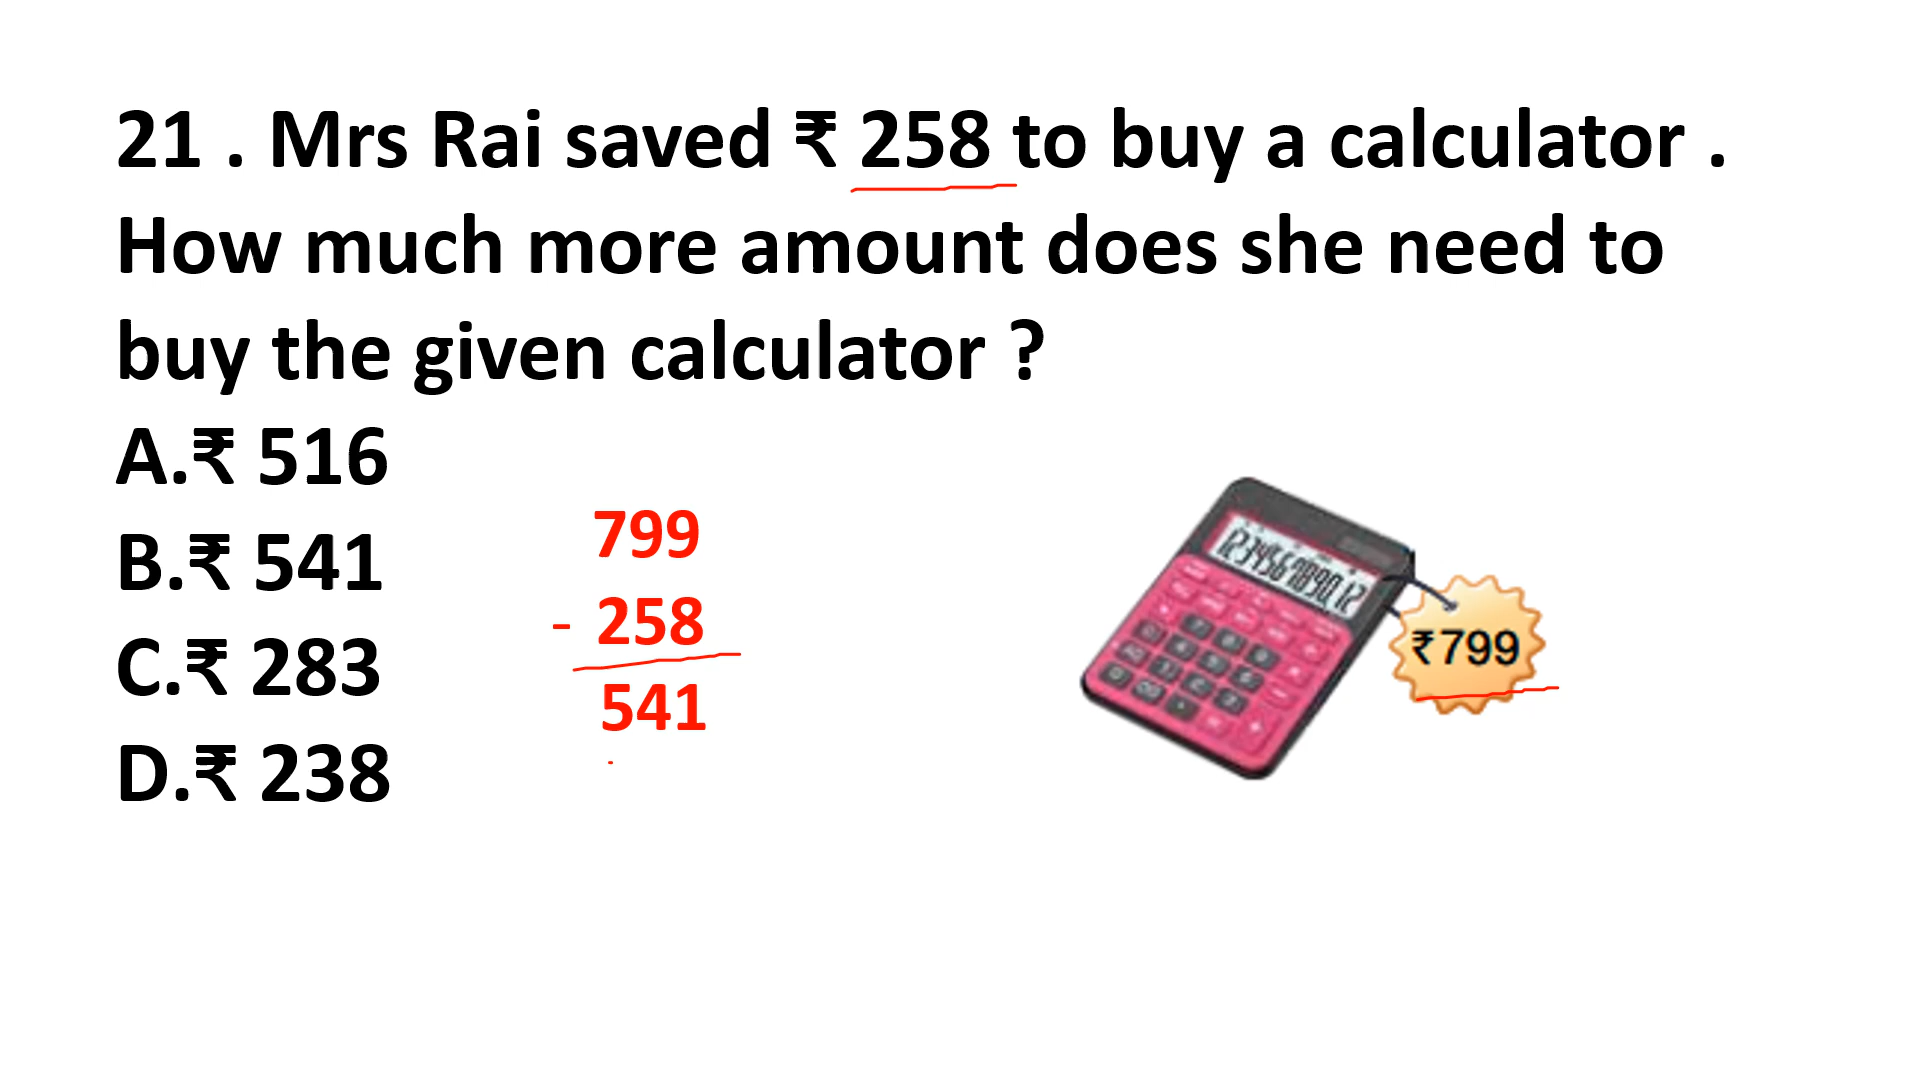 21 . Mrs Rai saved ₹ 258 to buy a calculator .
How much more amount does she need to
buy the given calculator ?
A.₹ 516
B.₹ 541
C.₹ 283
D.₹ 238
799
- 258
541
₹799